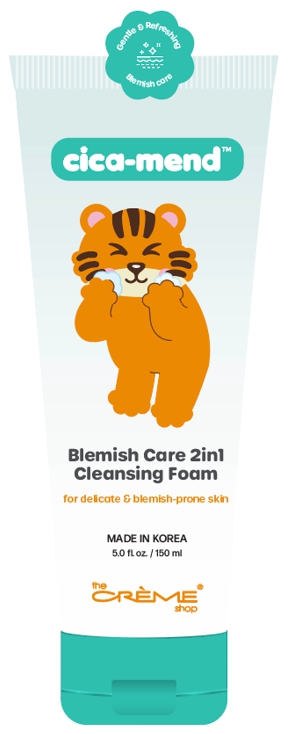 Gentle & Refreshing
Blemish care
cica-mend™
Blemish Care 2in1
Cleansing Foam
for delicate & blemish-prone skin
MADE IN KOREA
5.0 fl. oz. / 150 ml
the
CRÈME®
shop